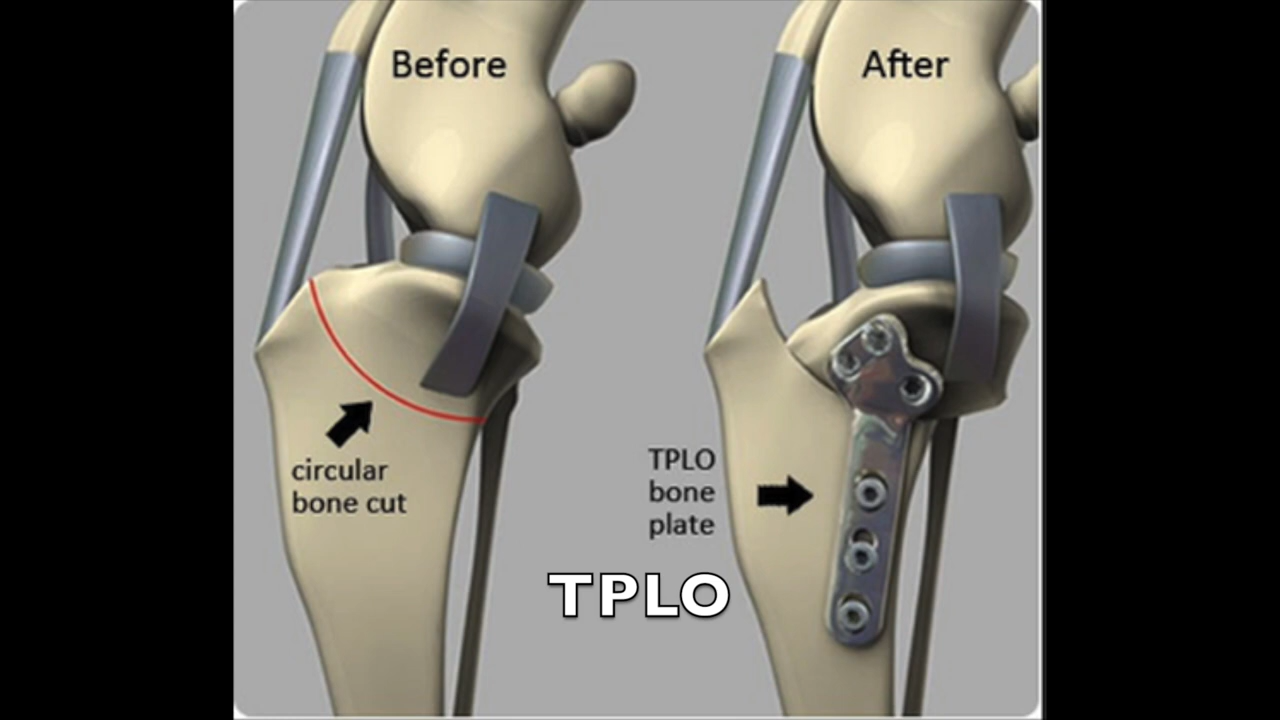 Before
After
circular
bone cut
TPLO
bone
plate
TPLO